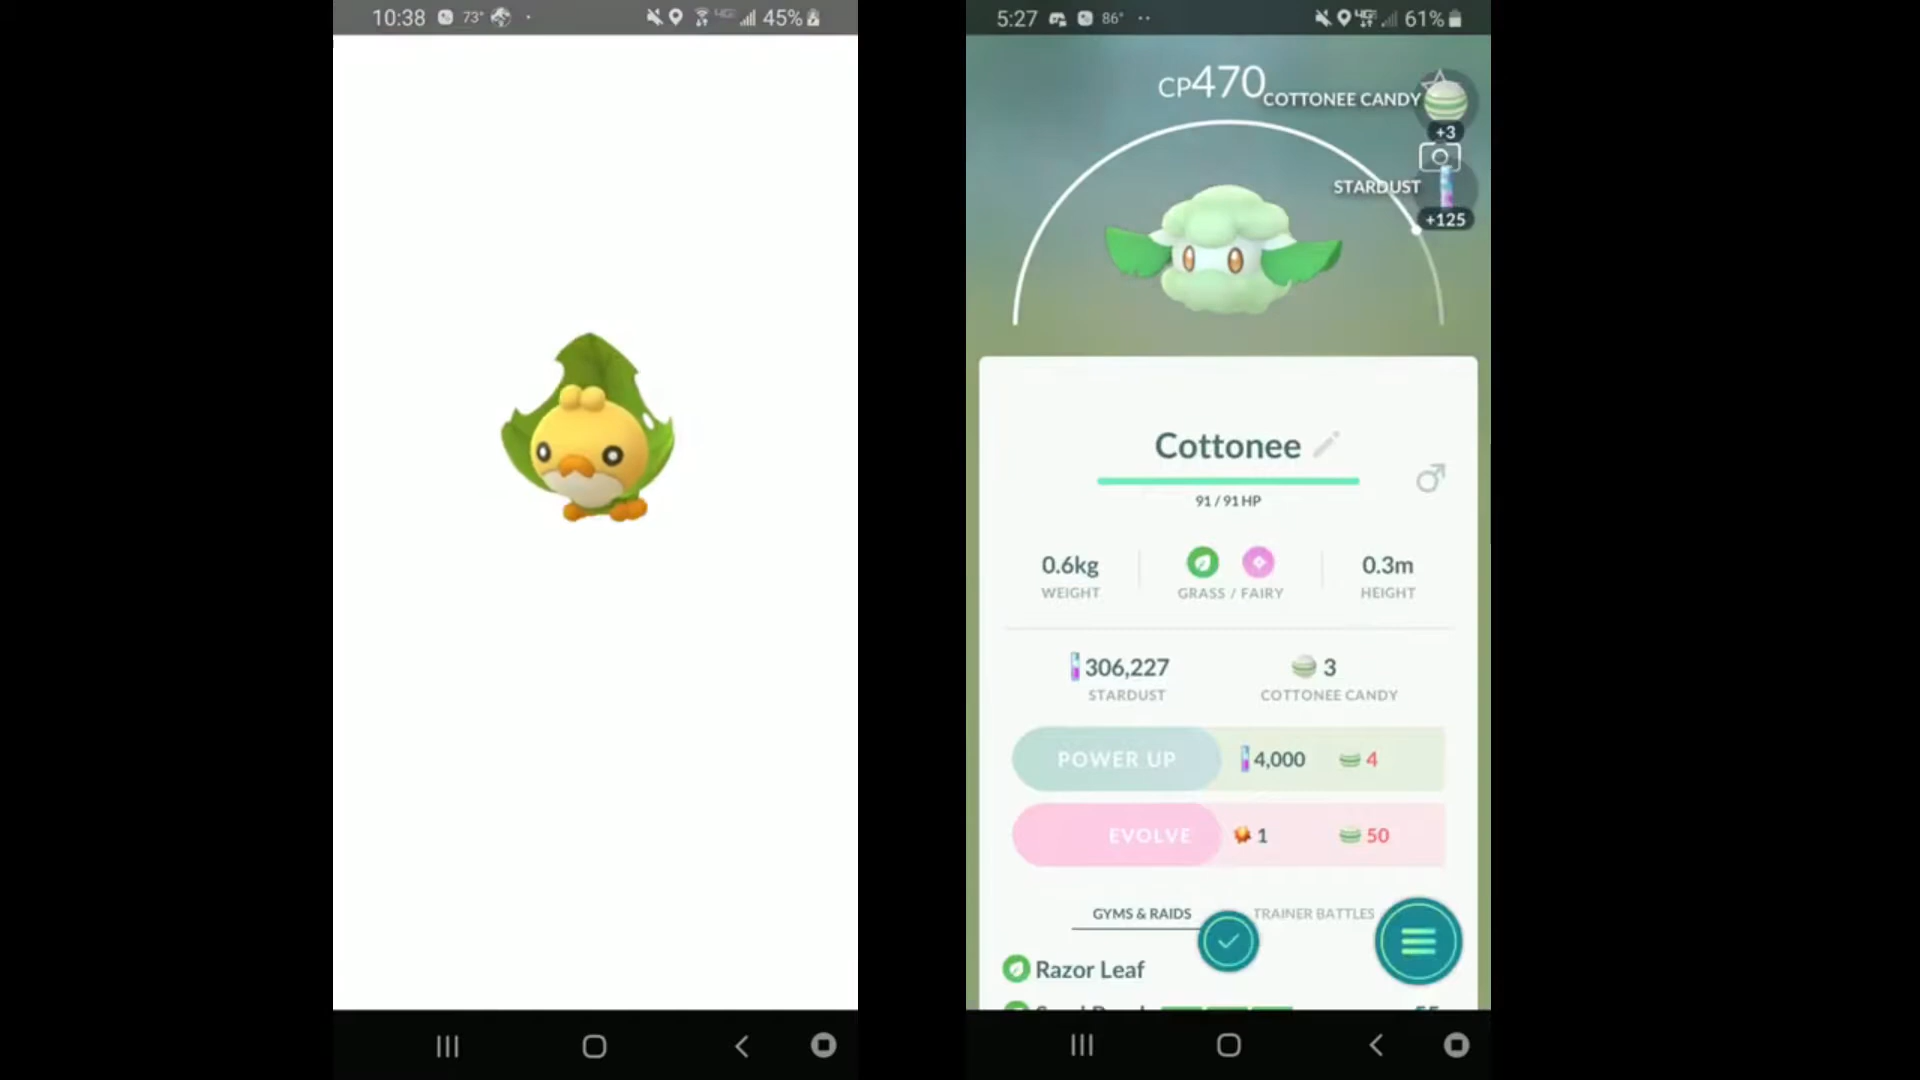 10:38 73° 4G 45%
5:27 86° 4G 61%
CP470
COTTONEE CANDY
+3
STARDUST
+125
Cottonee
91 / 91 HP
0.6kg
WEIGHT
GRASS / FAIRY
0.3m
HEIGHT
306,227
STARDUST
3
COTTONEE CANDY
POWER UP 4,000 4
EVOLVE 1 50
GYMS & RAIDS TRAINER BATTLES
Razor Leaf